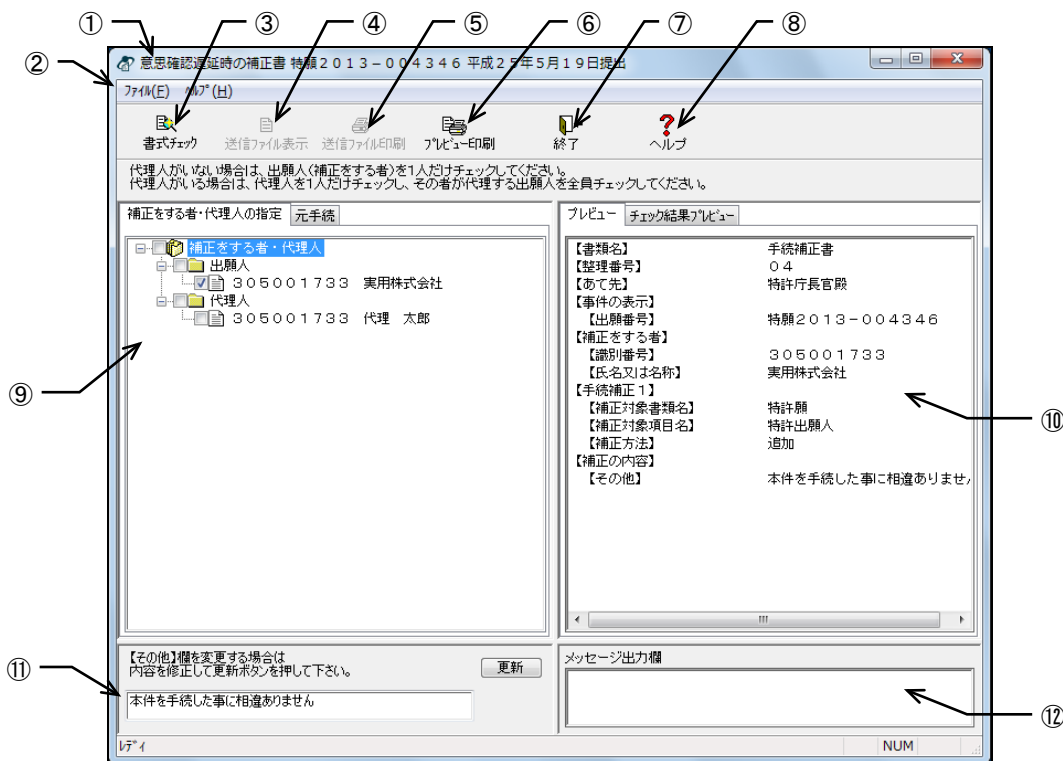 ① ③ ④ ⑤ ⑥ ⑦ ⑧
②
意思確認遅延時の補正書 特願２０１３－００４３４６ 平成２５年５月１９日提出
ﾌｧｲﾙ(F) ﾍﾙﾌﾟ(H)
書式ﾁｪｯｸ 送信ﾌｧｲﾙ表示 送信ﾌｧｲﾙ印刷 ﾌﾟﾚﾋﾞｭｰ印刷 終了 ヘルプ
代理人がいない場合は、出願人(補正をする者)を1人だけチェックしてください。
代理人がいる場合は、代理人を1人だけチェックし、その者が代理する出願人を全員チェックしてください。
補正をする者・代理人の指定 元手続
補正をする者・代理人
出願人
３０５００１７３３ 実用株式会社
代理人
３０５００１７３３ 代理 太郎
⑨
プレビュー ﾁｪｯｸ結果ﾌﾟﾚﾋﾞｭｰ
【書類名】 手続補正書
【整理番号】 ０４
【あて先】 特許庁長官殿
【事件の表示】
【出願番号】 特願２０１３－００４３４６
【補正をする者】
【識別番号】 ３０５００１７３３
【氏名又は名称】 実用株式会社
【手続補正１】
【補正対象書類名】 特許願
【補正対象項目名】 特許出願人
【補正方法】 追加
【補正の内容】
【その他】 本件を手続した事に相違ありませ
⑩
⑪
【その他】欄を変更する場合は
内容を修正して更新ボタンを押して下さい。
更新
本件を手続した事に相違ありません
メッセージ出力欄
⑫
ﾚﾃﾞｨ NUM